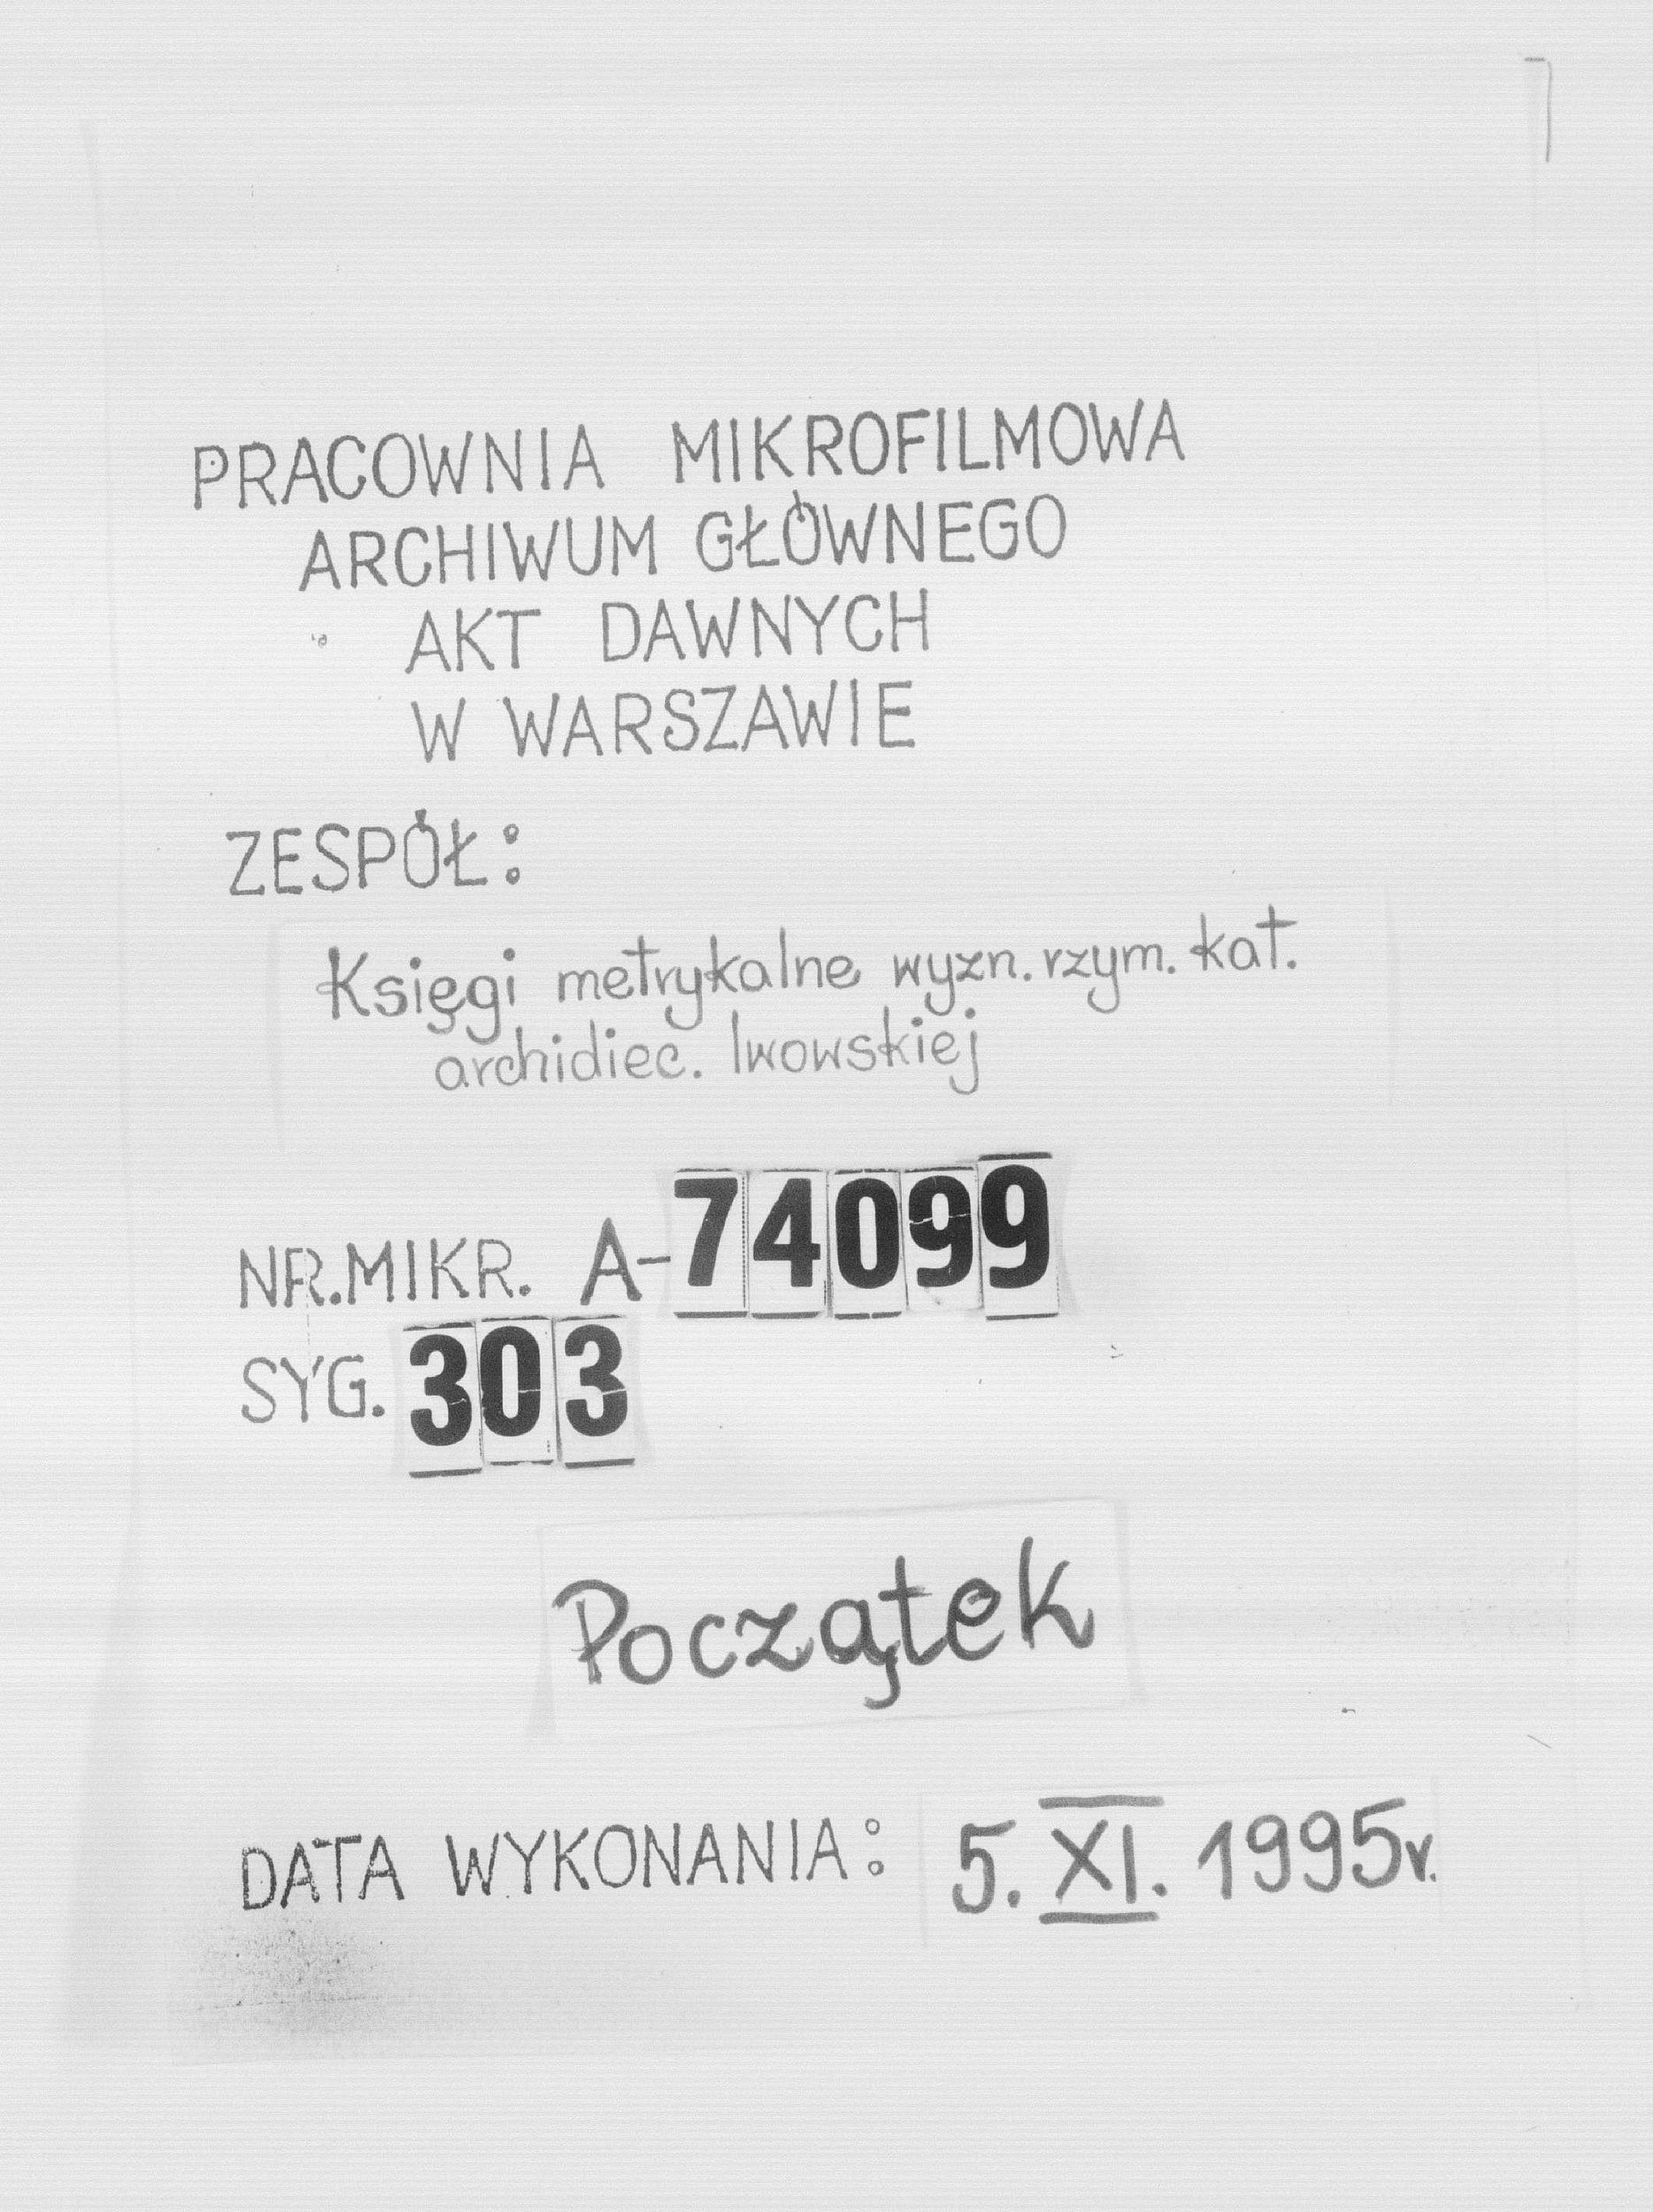 PRACOWNIA MIKROFILMOWA
ARCHIWUM GŁÓWNEGO
AKT DAWNYCH
W WARSZAWIE
ZESPÓŁ:
Księgi metrykalne wyzn. rzym. kat.
archidiec. lwowskiej
NR. MIKR. A-74099
SYG. 303
Początek
DATA WYKONANIA: 5. XI. 1995r.